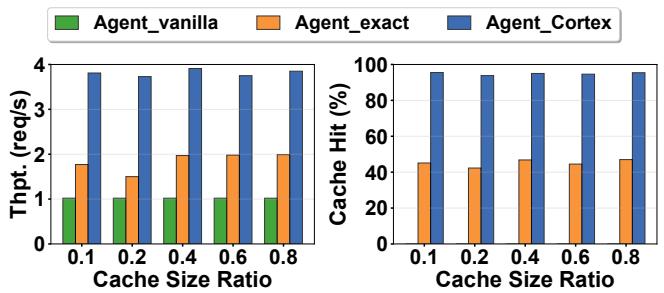 Agent_vanilla Agent_exact Agent_Cortex
Thpt. (req/s)
4
3
2
1
0
0.1 0.2 0.4 0.6 0.8
Cache Size Ratio
Cache Hit (%)
100
80
60
40
20
0
0.1 0.2 0.4 0.6 0.8
Cache Size Ratio